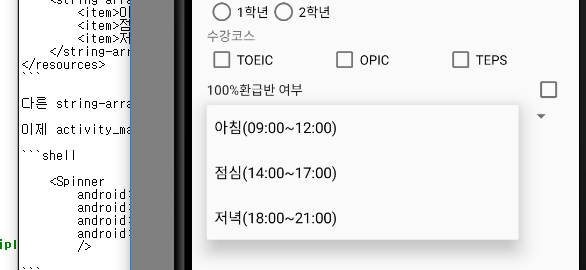 <string-arra
<item>
<item>점
<item>저
</string-arr
</resources>
```
다른 string-arra
이제 activity_ma
```shell
<Spinner
android:
android:
android:
android:
/>
```
1학년 2학년
수강코스
TOEIC OPIC TEPS
100%환급반 여부
아침(09:00~12:00)
점심(14:00~17:00)
저녁(18:00~21:00)